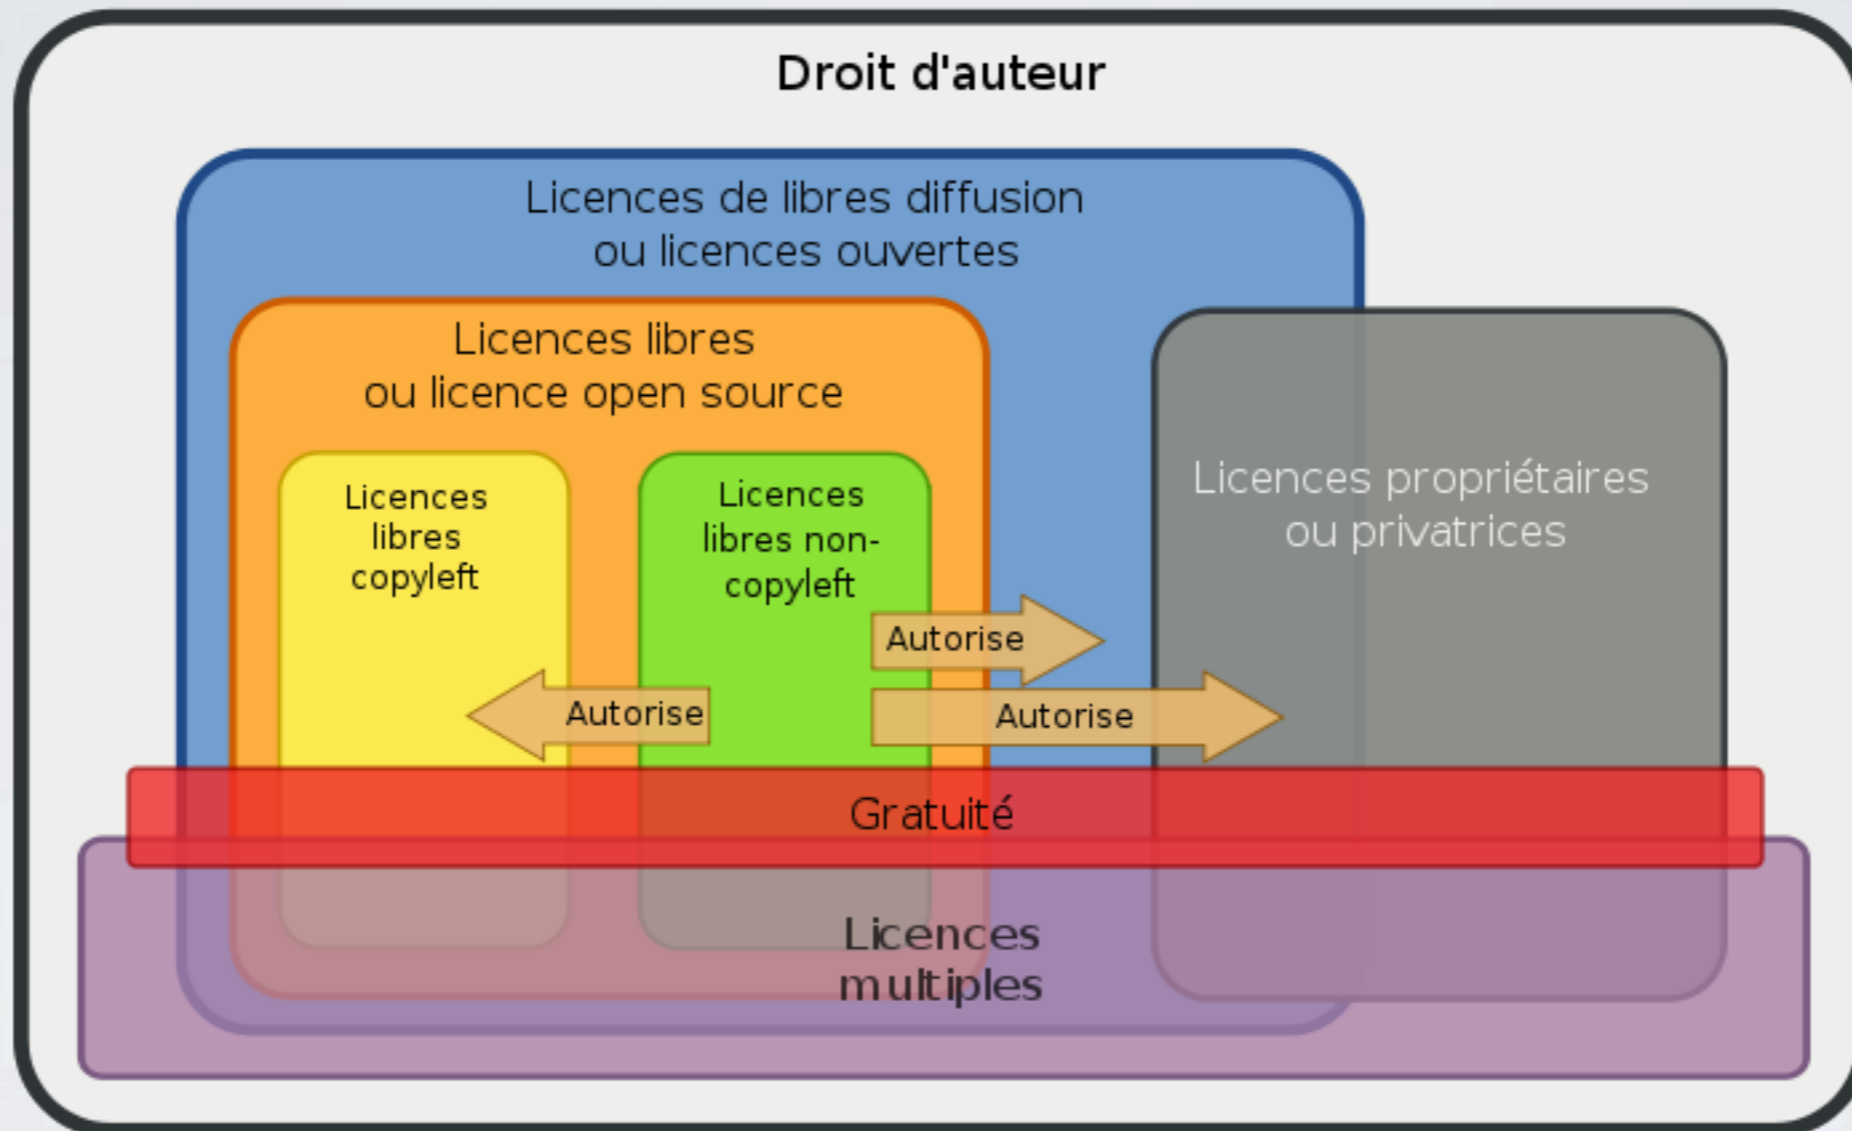 Droit d'auteur
Licences de libres diffusion
ou licences ouvertes
Licences libres
ou licence open source
Licences
libres
copyleft
Licences
libres non-
copyleft
Licences propriétaires
ou privatrices
Autorise
Autorise
Autorise
Gratuité
Licences
multiples